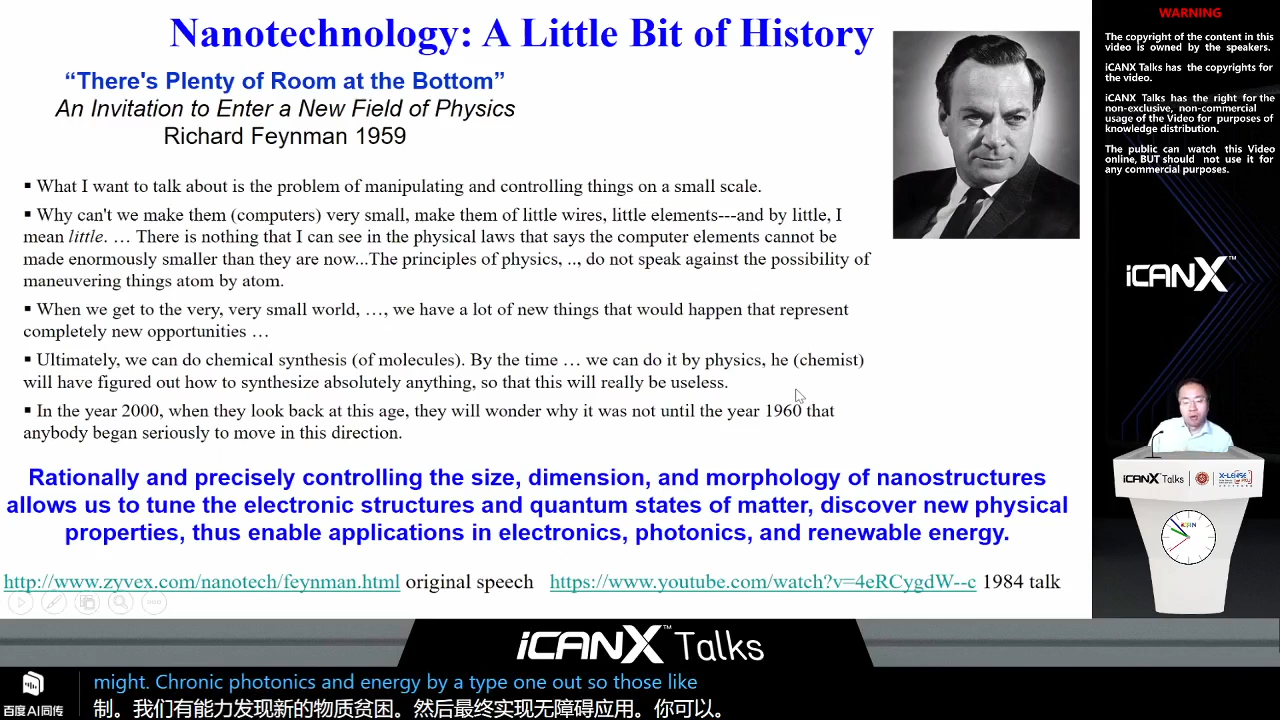 Nanotechnology: A Little Bit of History
“There's Plenty of Room at the Bottom”
An Invitation to Enter a New Field of Physics
Richard Feynman 1959
▪ What I want to talk about is the problem of manipulating and controlling things on a small scale.
▪ Why can't we make them (computers) very small, make them of little wires, little elements---and by little, I
mean little. … There is nothing that I can see in the physical laws that says the computer elements cannot be
made enormously smaller than they are now...The principles of physics, .., do not speak against the possibility of
maneuvering things atom by atom.
▪ When we get to the very, very small world, …, we have a lot of new things that would happen that represent
completely new opportunities …
▪ Ultimately, we can do chemical synthesis (of molecules). By the time … we can do it by physics, he (chemist)
will have figured out how to synthesize absolutely anything, so that this will really be useless.
▪ In the year 2000, when they look back at this age, they will wonder why it was not until the year 1960 that
anybody began seriously to move in this direction.
Rationally and precisely controlling the size, dimension, and morphology of nanostructures
allows us to tune the electronic structures and quantum states of matter, discover new physical
properties, thus enable applications in electronics, photonics, and renewable energy.
http://www.zyvex.com/nanotech/feynman.html original speech https://www.youtube.com/watch?v=4eRCygdW--c 1984 talk
WARNING
The copyright of the content in this
video is owned by the speakers.
iCANX Talks has the copyrights for
the video.
iCANX Talks has the right for the
non-exclusive, non-commercial
usage of the Video for purposes of
knowledge distribution.
The public can watch this Video
online, BUT should not use it for
any commercial purposes.
iCANX™
iCANX Talks
iCANX™ Talks
百度AI同传
might. Chronic photonics and energy by a type one out so those like
制。我们有能力发现新的物质贫困。然后最终实现无障碍应用。你可以。